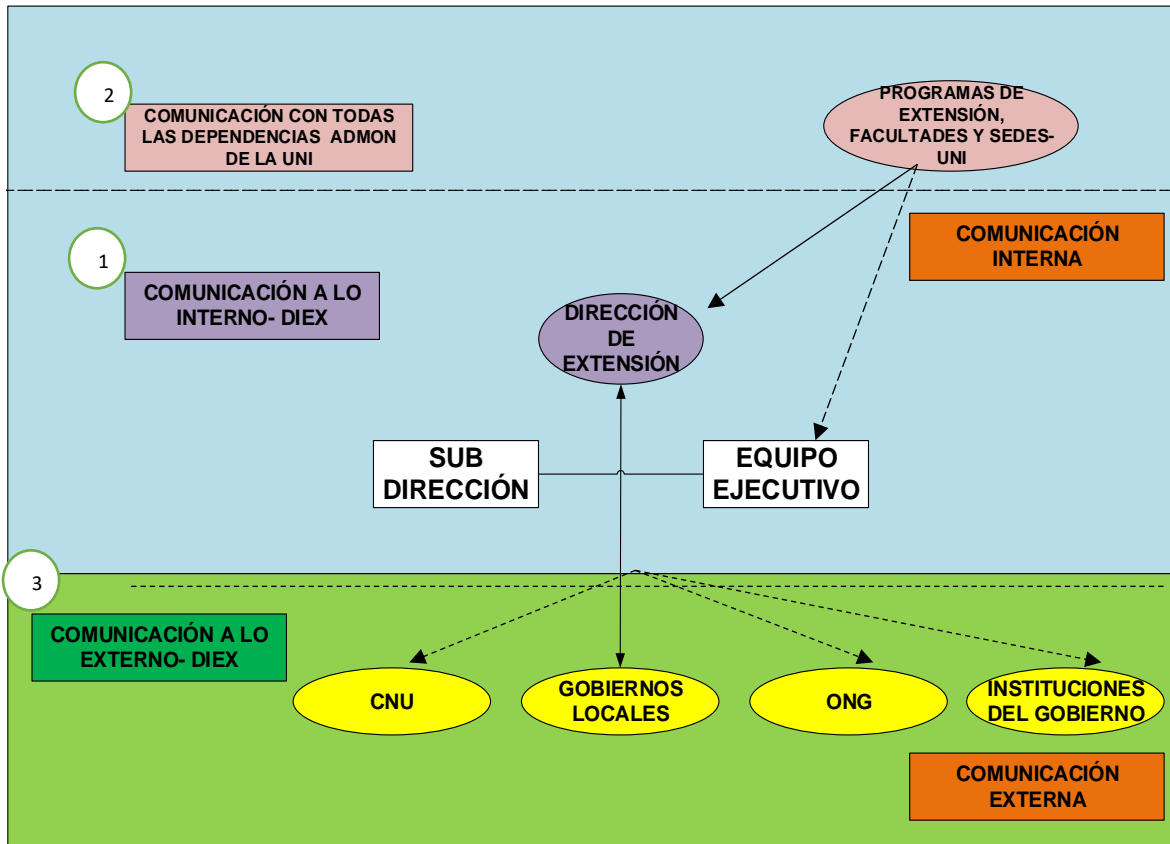 2
COMUNICACIÓN CON TODAS
LAS DEPENDENCIAS ADMON
DE LA UNI
PROGRAMAS DE
EXTENSIÓN,
FACULTADES Y SEDES-
UNI
1
COMUNICACIÓN A LO
INTERNO- DIEX
COMUNICACIÓN
INTERNA
DIRECCIÓN
DE
EXTENSIÓN
SUB
DIRECCIÓN
EQUIPO
EJECUTIVO
3
COMUNICACIÓN A LO
EXTERNO- DIEX
CNU
GOBIERNOS
LOCALES
ONG
INSTITUCIONES
DEL GOBIERNO
COMUNICACIÓN
EXTERNA